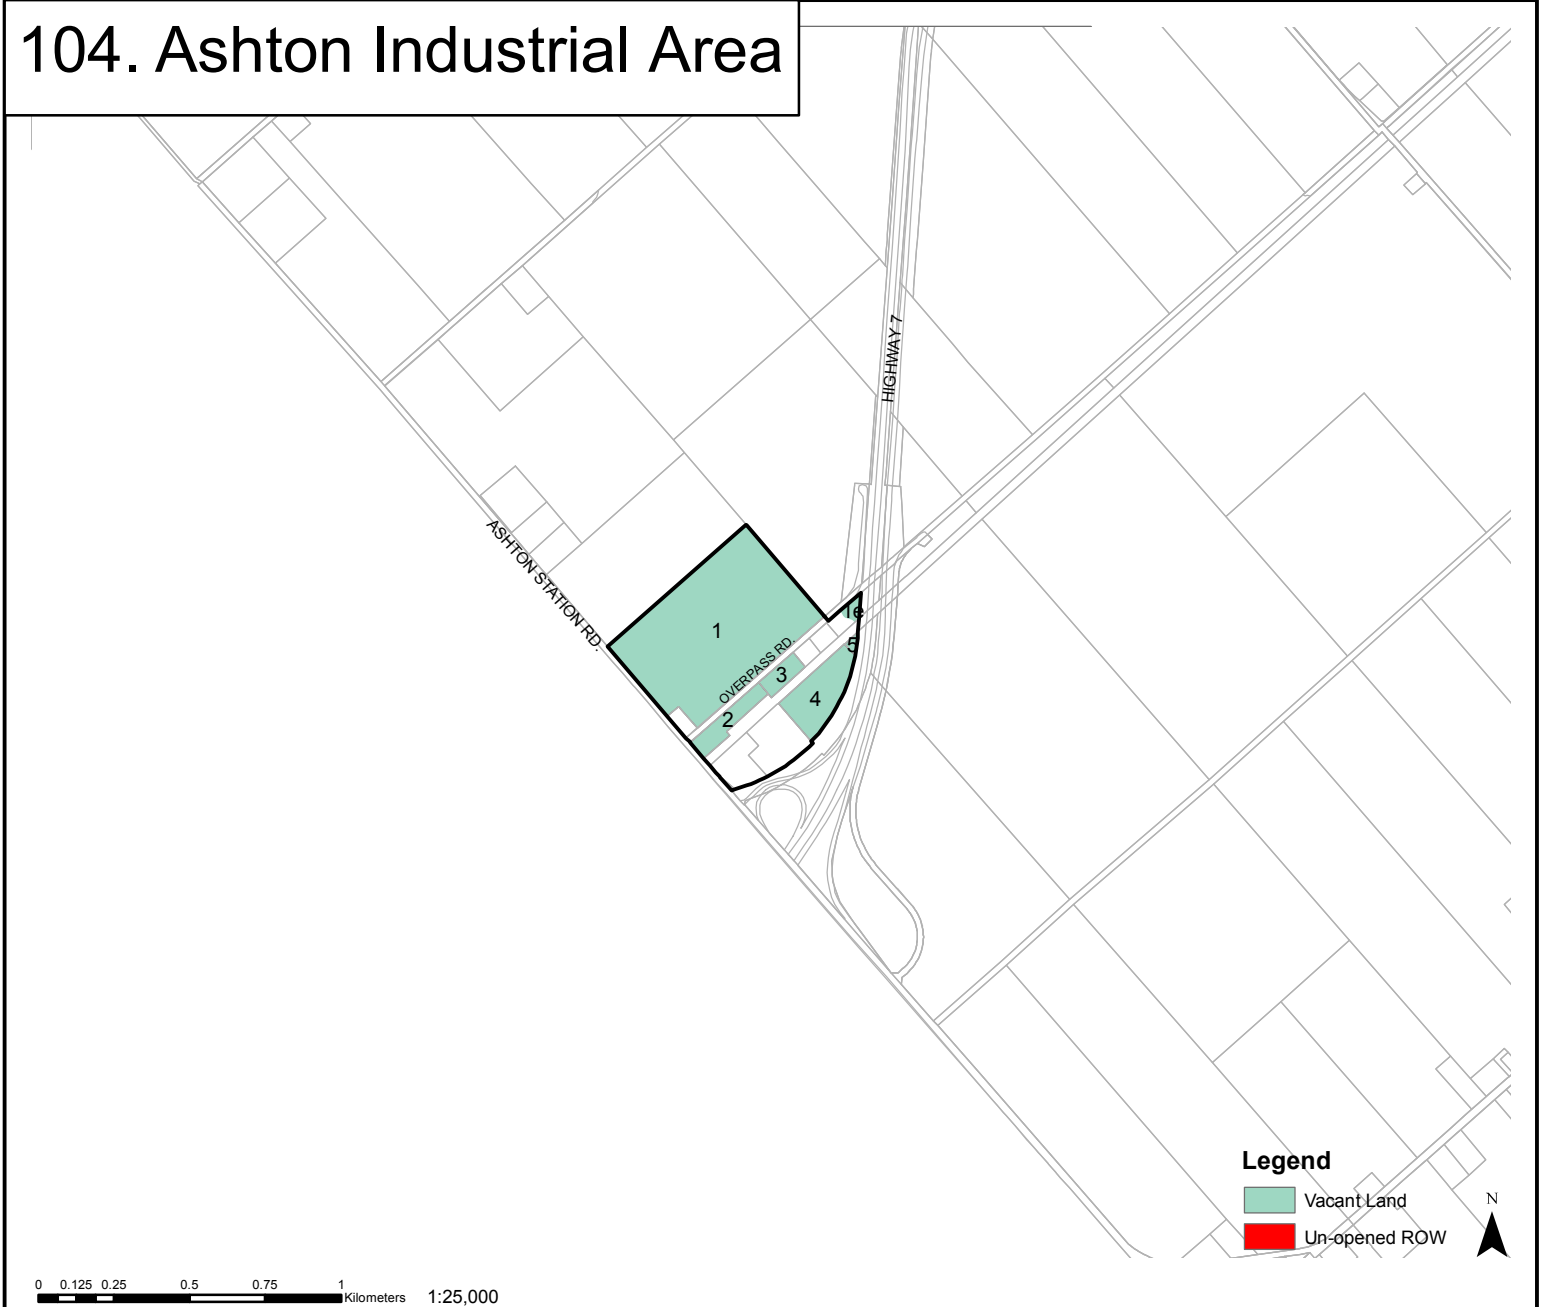 104. Ashton Industrial Area
HIGHWAY 7
ASHTON STATION RD.
1e
1
5
OVERPASS RD.
3
4
2
Legend
Vacant Land
Un-opened ROW
N
0 0.125 0.25 0.5 0.75 1
Kilometers 1:25,000